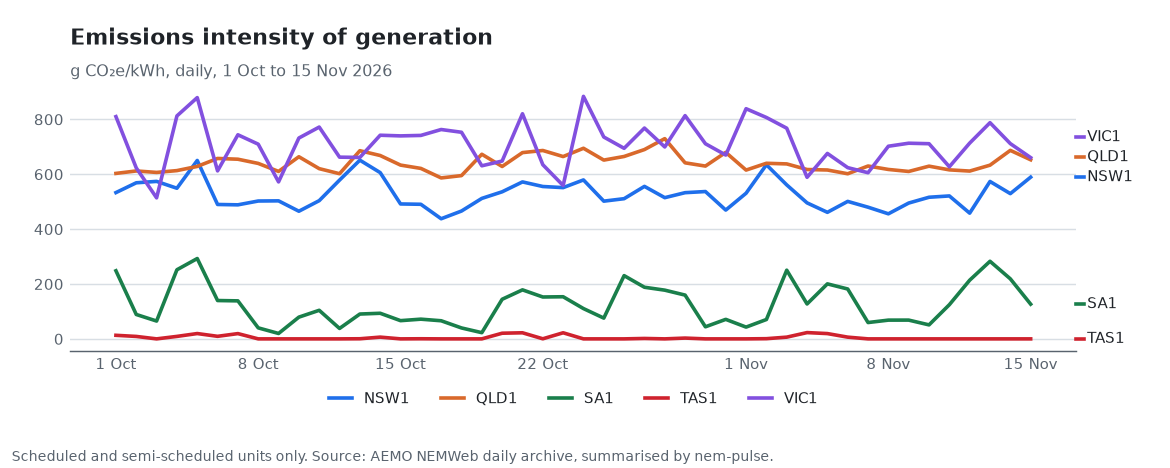 Emissions intensity of generation
g CO₂e/kWh, daily, 1 Oct to 15 Nov 2026
800
600
400
200
0
VIC1
QLD1
NSW1
SA1
TAS1
1 Oct 8 Oct 15 Oct 22 Oct 1 Nov 8 Nov 15 Nov
NSW1 QLD1 SA1 TAS1 VIC1
Scheduled and semi-scheduled units only. Source: AEMO NEMWeb daily archive, summarised by nem-pulse.